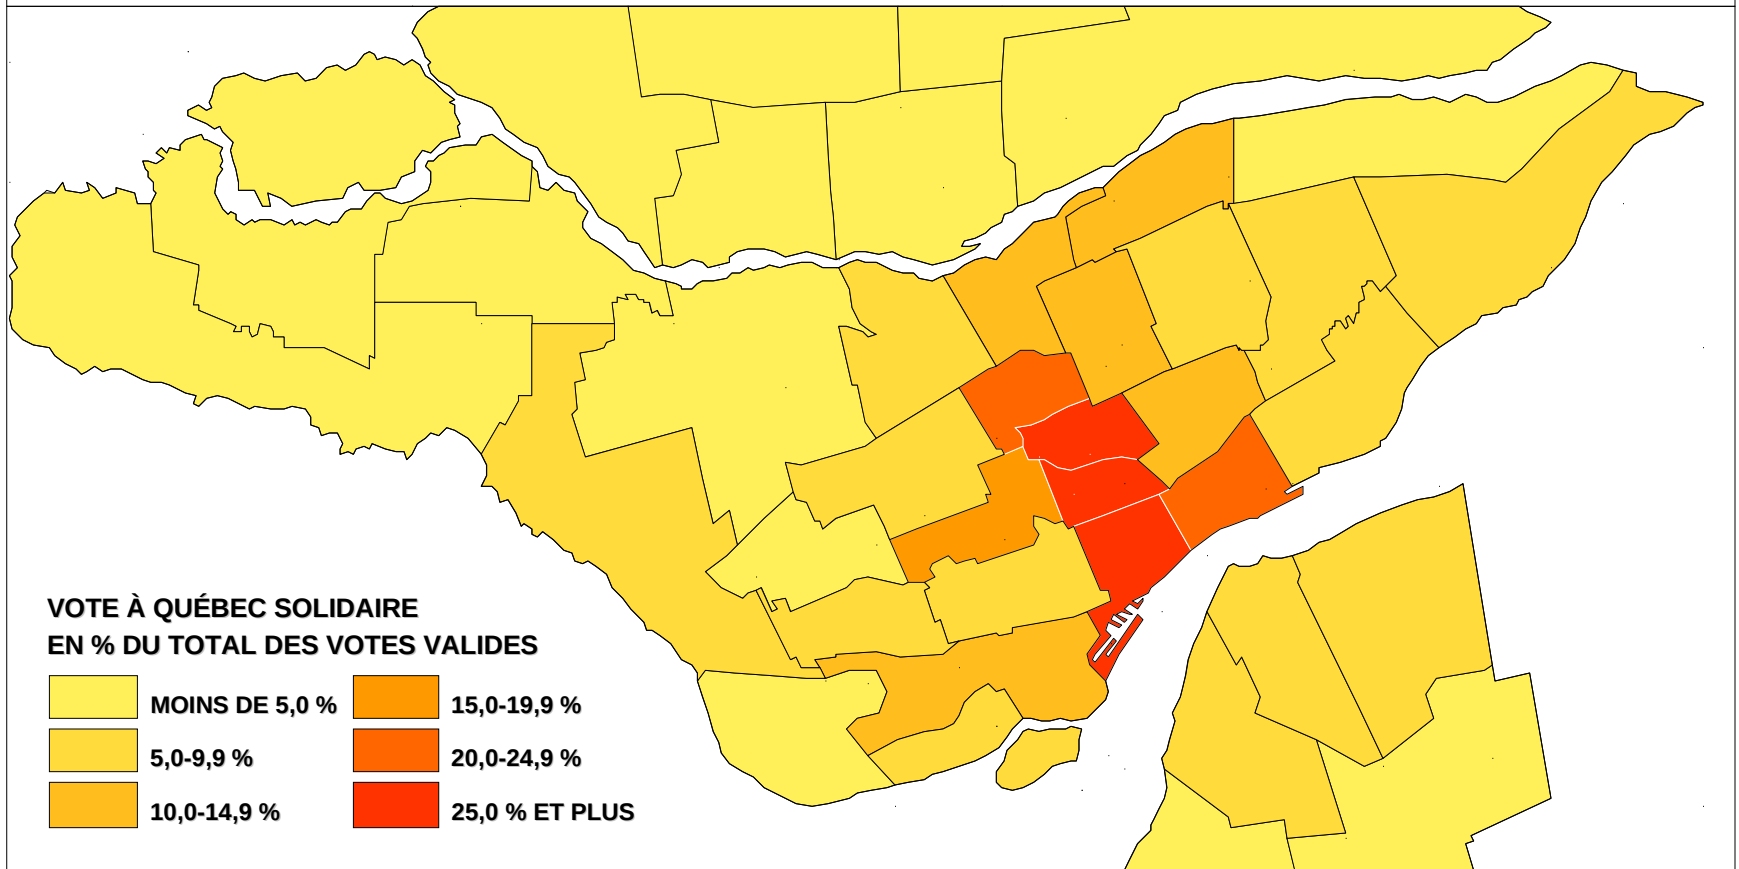 VOTE À QUÉBEC SOLIDAIRE
EN % DU TOTAL DES VOTES VALIDES
MOINS DE 5,0 %
5,0-9,9 %
10,0-14,9 %
15,0-19,9 %
20,0-24,9 %
25,0 % ET PLUS